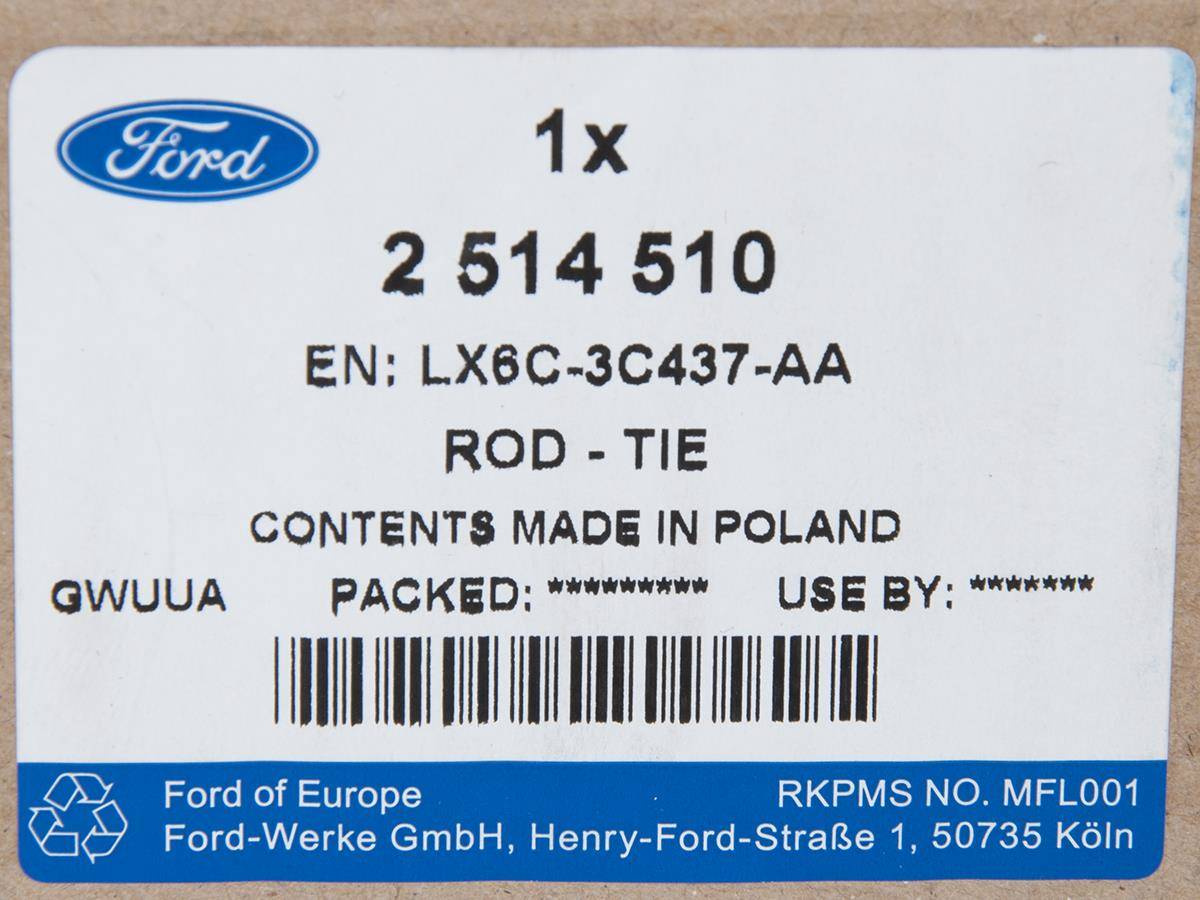 Ford
1x
2 514 510
EN: LX6C-3C437-AA
ROD - TIE
CONTENTS MADE IN POLAND
GWUUA PACKED: ********* USE BY: *******
Ford of Europe RKPMS NO. MFL001
Ford-Werke GmbH, Henry-Ford-Straße 1, 50735 Köln